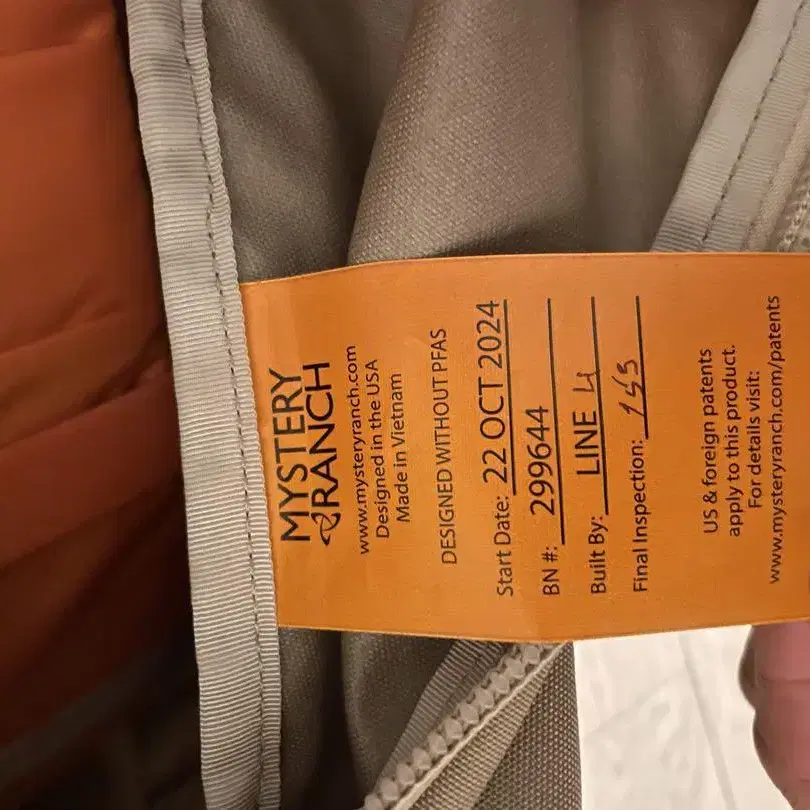 MYSTERY
RANCH
www.mysteryranch.com
Designed in the USA
Made in Vietnam
DESIGNED WITHOUT PFAS
Start Date: 22 OCT 2024
BN #: 299644
Built By: LINE 4
Final Inspection:
US & foreign patents
apply to this product.
For details visit:
www.mysteryranch.com/patents